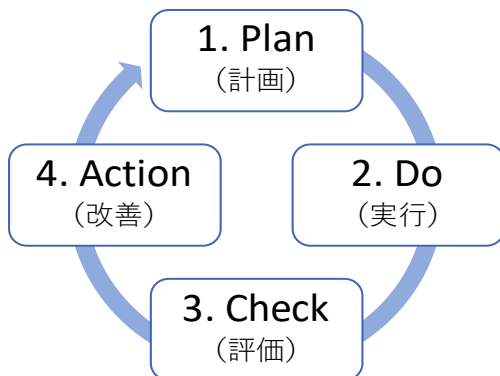 1. Plan
（計画）
2. Do
（実行）
3. Check
（評価）
4. Action
（改善）